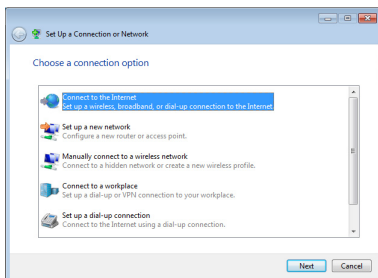 Set Up a Connection or Network
Choose a connection option
Connect to the Internet
Set up a wireless, broadband, or dial-up connection to the Internet.
Set up a new network
Configure a new router or access point.
Manually connect to a wireless network
Connect to a hidden network or create a new wireless profile.
Connect to a workplace
Set up a dial-up or VPN connection to your workplace.
Set up a dial-up connection
Connect to the Internet using a dial-up connection.
Next
Cancel